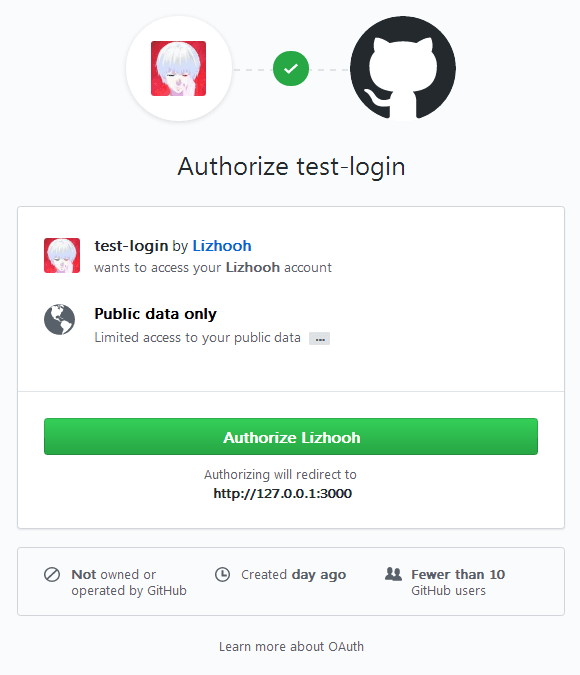 Authorize test-login
test-login by Lizhooh
wants to access your Lizhooh account
Public data only
Limited access to your public data ...
Authorize Lizhooh
Authorizing will redirect to
http://127.0.0.1:3000
Not owned or
operated by GitHub
Created day ago
Fewer than 10
GitHub users
Learn more about OAuth